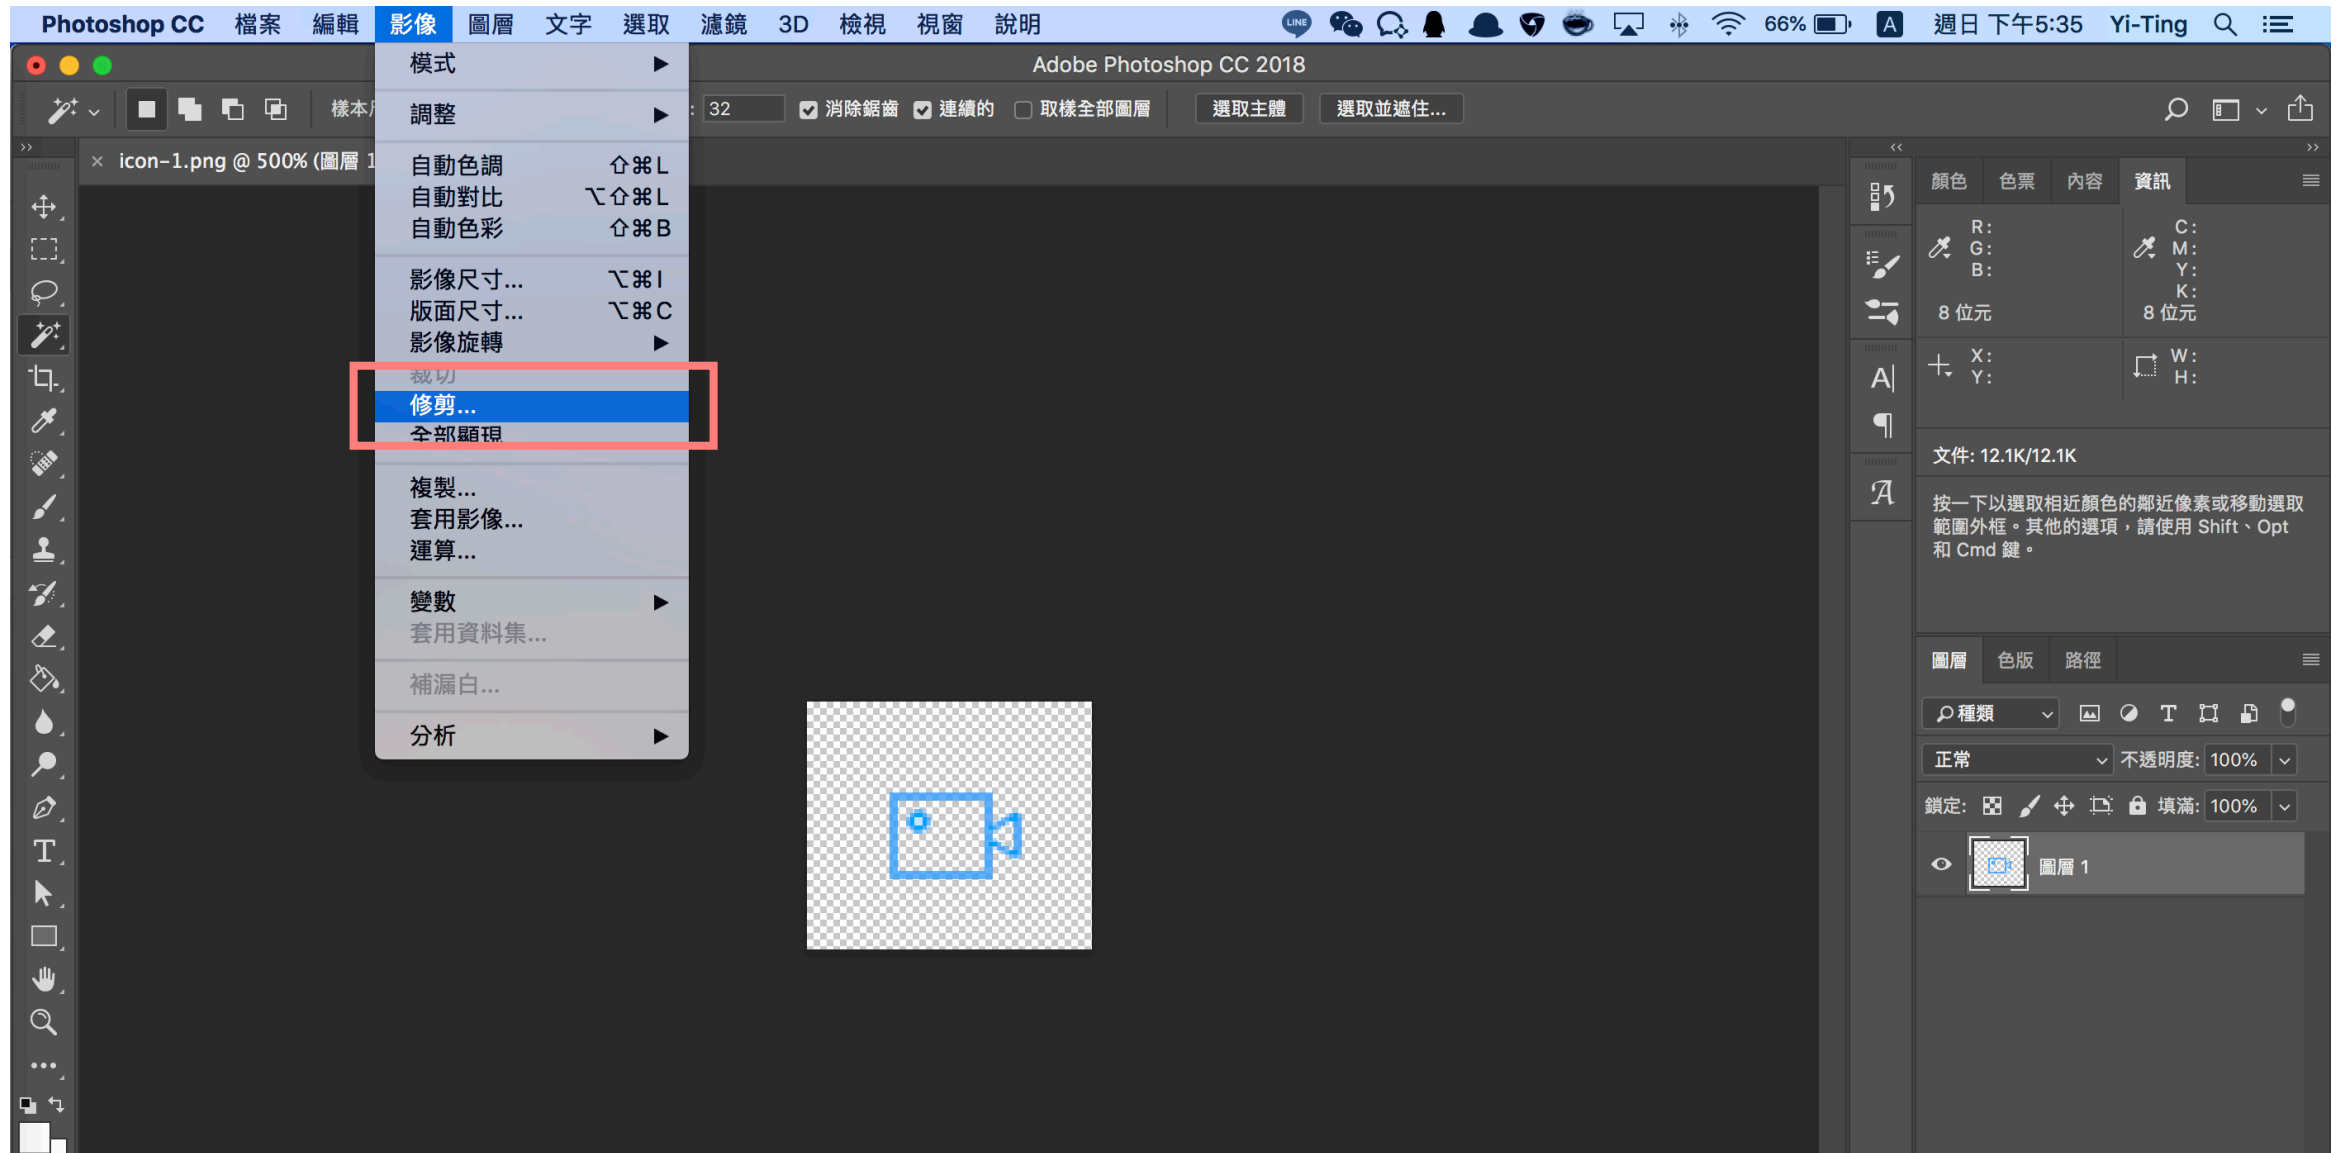 Photoshop CC 檔案 編輯 影像 圖層 文字 選取 濾鏡 3D 檢視 視窗 說明 LINE 66% A 週日 下午5:35 Yi-Ting
Adobe Photoshop CC 2018
樣本 : 32 消除鋸齒 連續的 取樣全部圖層 選取主體 選取並遮住...
× icon-1.png @ 500% (圖層 1
模式
調整
自動色調 ⇧⌘L
自動對比 ⌥⇧⌘L
自動色彩 ⇧⌘B
影像尺寸... ⌥⌘I
版面尺寸... ⌥⌘C
影像旋轉
裁切
修剪...
全部顯現
複製...
套用影像...
運算...
變數
套用資料集...
補漏白...
分析
顏色 色票 內容 資訊
R: C:
G: M:
B: Y:
K:
8 位元 8 位元
X: W:
Y: H:
文件: 12.1K/12.1K
按一下以選取相近顏色的鄰近像素或移動選取
範圍外框。其他的選項，請使用 Shift、Opt
和 Cmd 鍵。
圖層 色版 路徑
種類
正常 不透明度: 100%
鎖定: 填滿: 100%
圖層 1